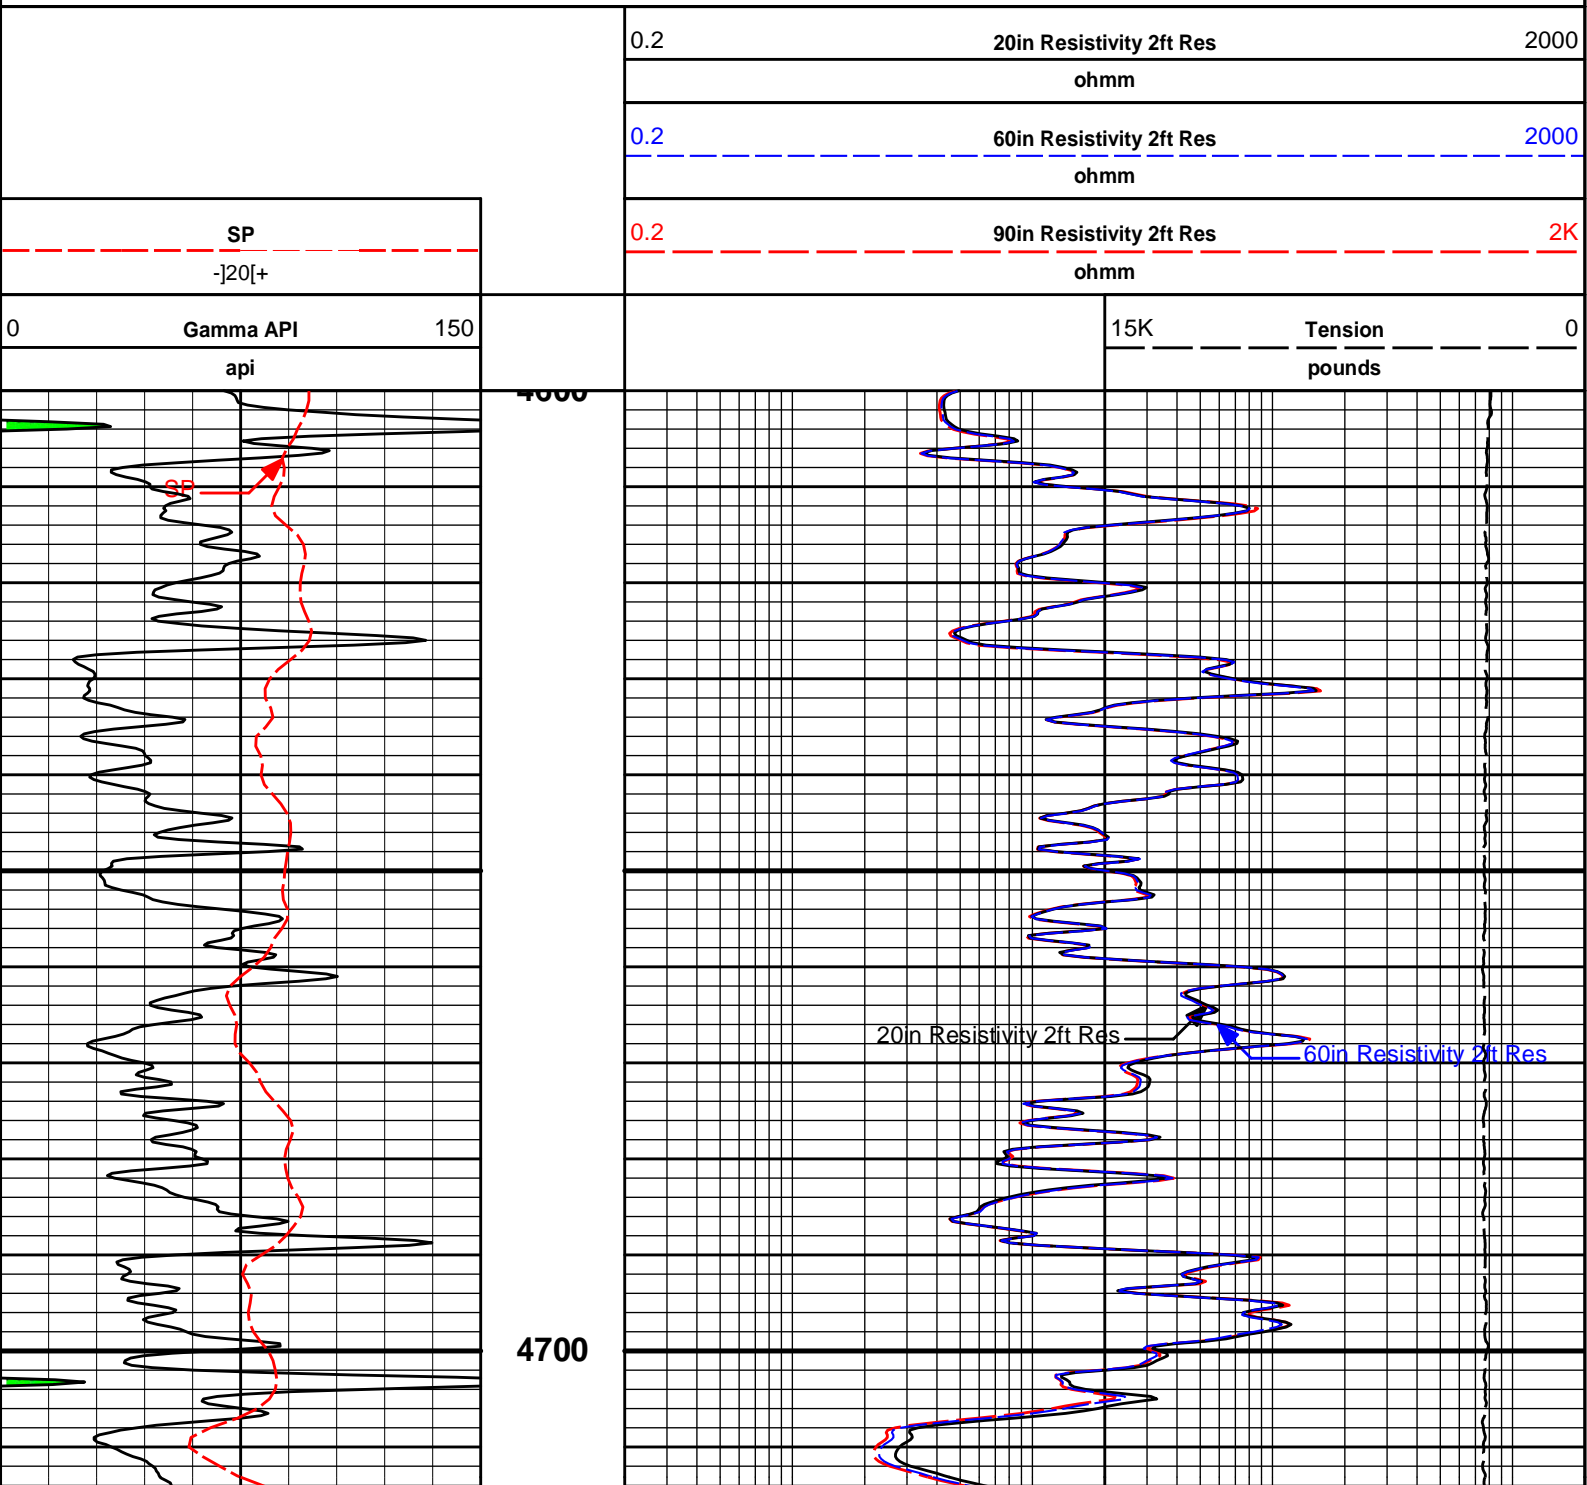 0.2 20in Resistivity 2ft Res 2000
ohmm
0.2 60in Resistivity 2ft Res 2000
ohmm
SP
-]20[+
0.2 90in Resistivity 2ft Res 2K
ohmm
0 Gamma API 150
api
15K Tension 0
pounds
4600
SP
20in Resistivity 2ft Res
60in Resistivity 2ft Res
4700